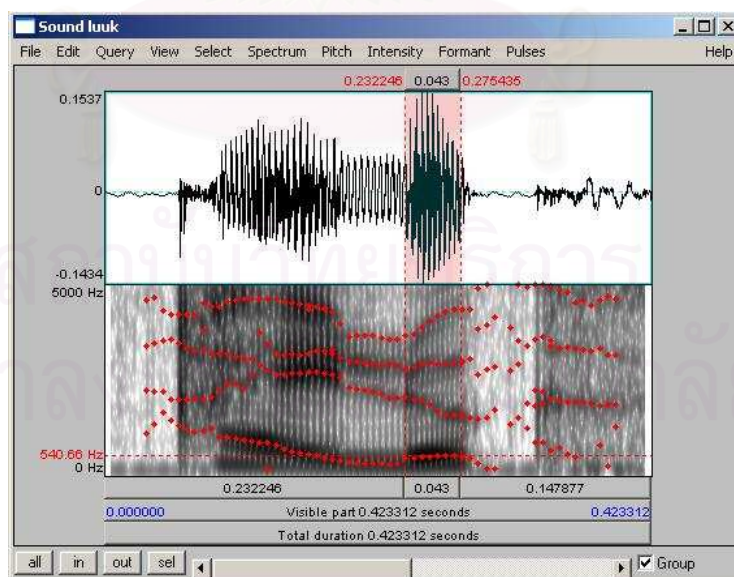 Sound luuk
File Edit Query View Select Spectrum Pitch Intensity Formant Pulses Help
0.232246 0.043 0.275435
0.1537
0
-0.1434
5000 Hz
540.66 Hz
0 Hz
0.232246 0.043 0.147877
0.000000 Visible part 0.423312 seconds 0.423312
Total duration 0.423312 seconds
all in out sel Group